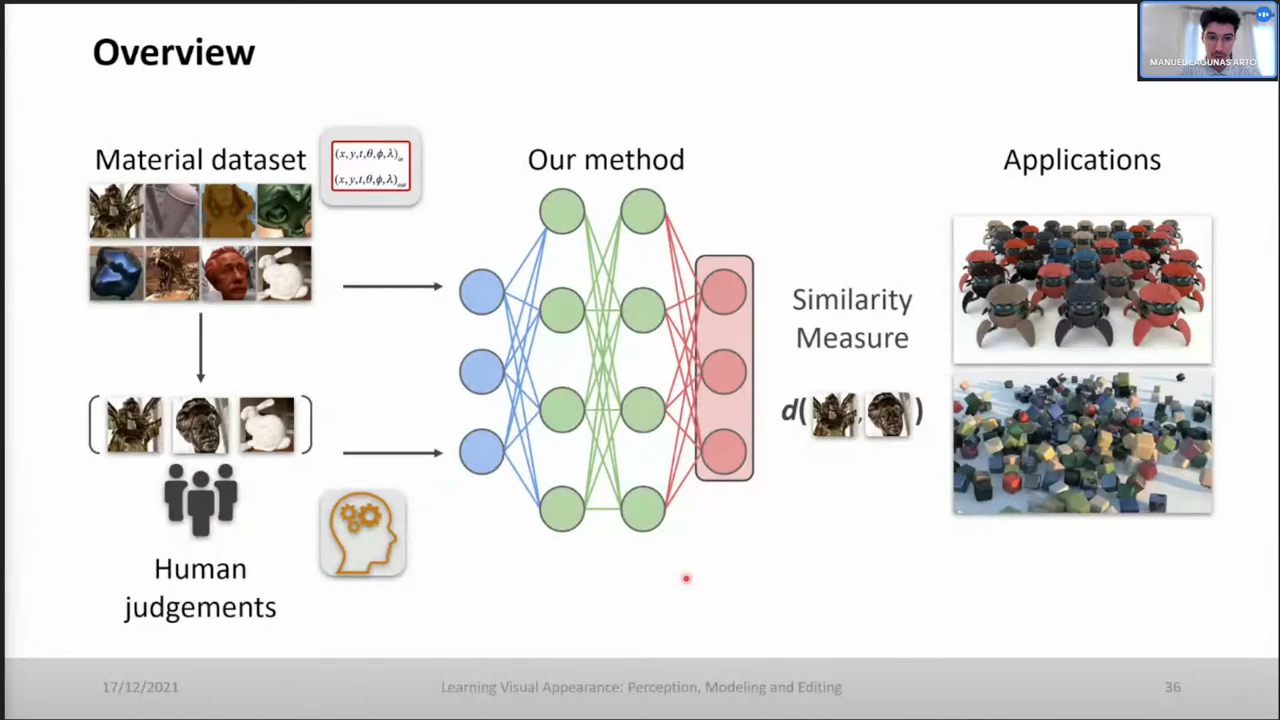 Overview
MANUEL LAGUNAS ARTO
Material dataset
(x, y, t, θ, ϕ, λ)in
(x, y, t, θ, ϕ, λ)out
Our method
Applications
Similarity
Measure
d( , )
Human
judgements
17/12/2021
Learning Visual Appearance: Perception, Modeling and Editing
36